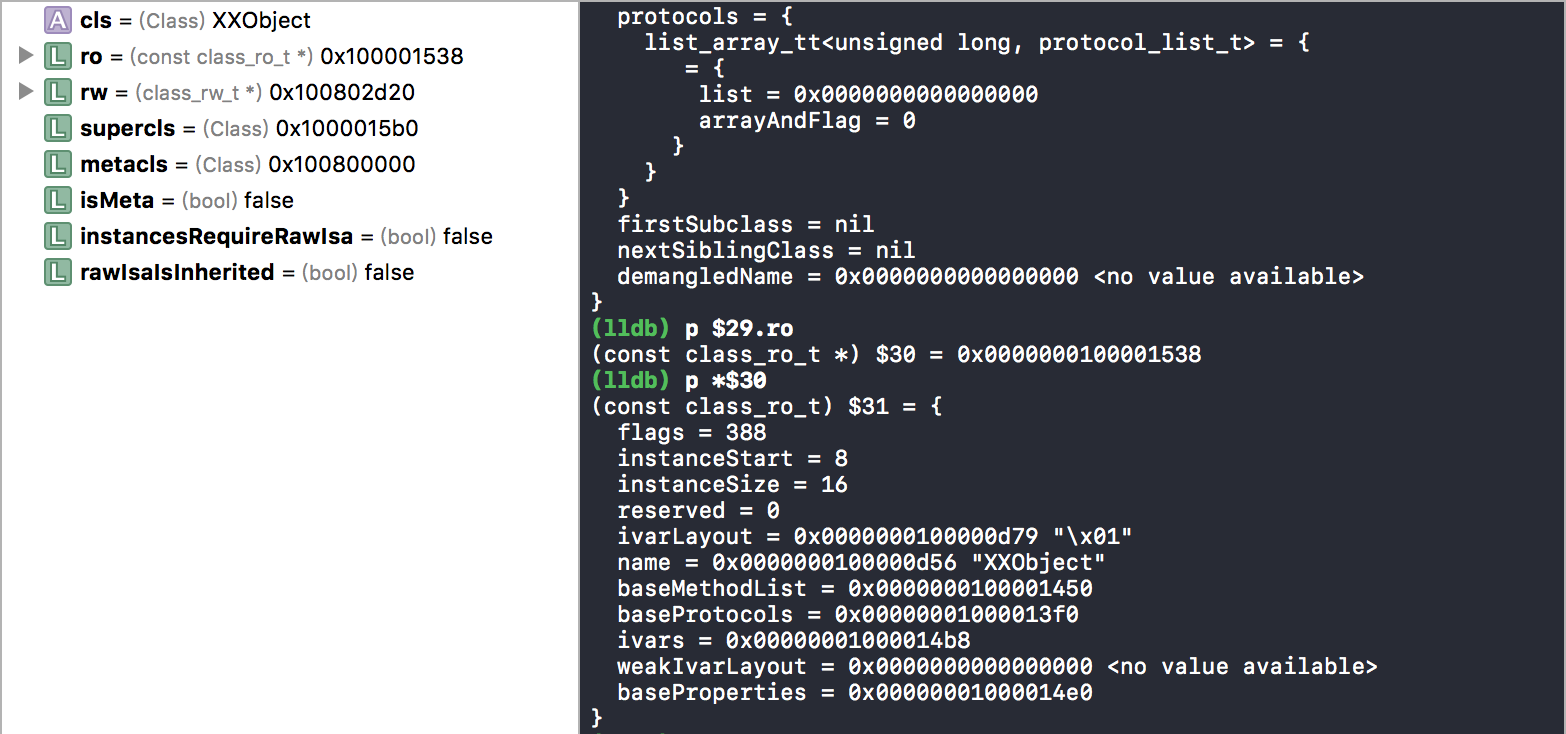 A cls = (Class) XXObject
L ro = (const class_ro_t *) 0x100001538
L rw = (class_rw_t *) 0x100802d20
L supercls = (Class) 0x1000015b0
L metacls = (Class) 0x100800000
L isMeta = (bool) false
L instancesRequireRawIsa = (bool) false
L rawIsaIsInherited = (bool) false
protocols = {
list_array_tt<unsigned long, protocol_list_t> = {
= {
list = 0x0000000000000000
arrayAndFlag = 0
}
}
}
firstSubclass = nil
nextSiblingClass = nil
demangledName = 0x0000000000000000 <no value available>
}
(lldb) p $29.ro
(const class_ro_t *) $30 = 0x0000000100001538
(lldb) p *$30
(const class_ro_t) $31 = {
flags = 388
instanceStart = 8
instanceSize = 16
reserved = 0
ivarLayout = 0x0000000100000d79 "\x01"
name = 0x0000000100000d56 "XXObject"
baseMethodList = 0x0000000100001450
baseProtocols = 0x00000001000013f0
ivars = 0x00000001000014b8
weakIvarLayout = 0x0000000000000000 <no value available>
baseProperties = 0x00000001000014e0
}